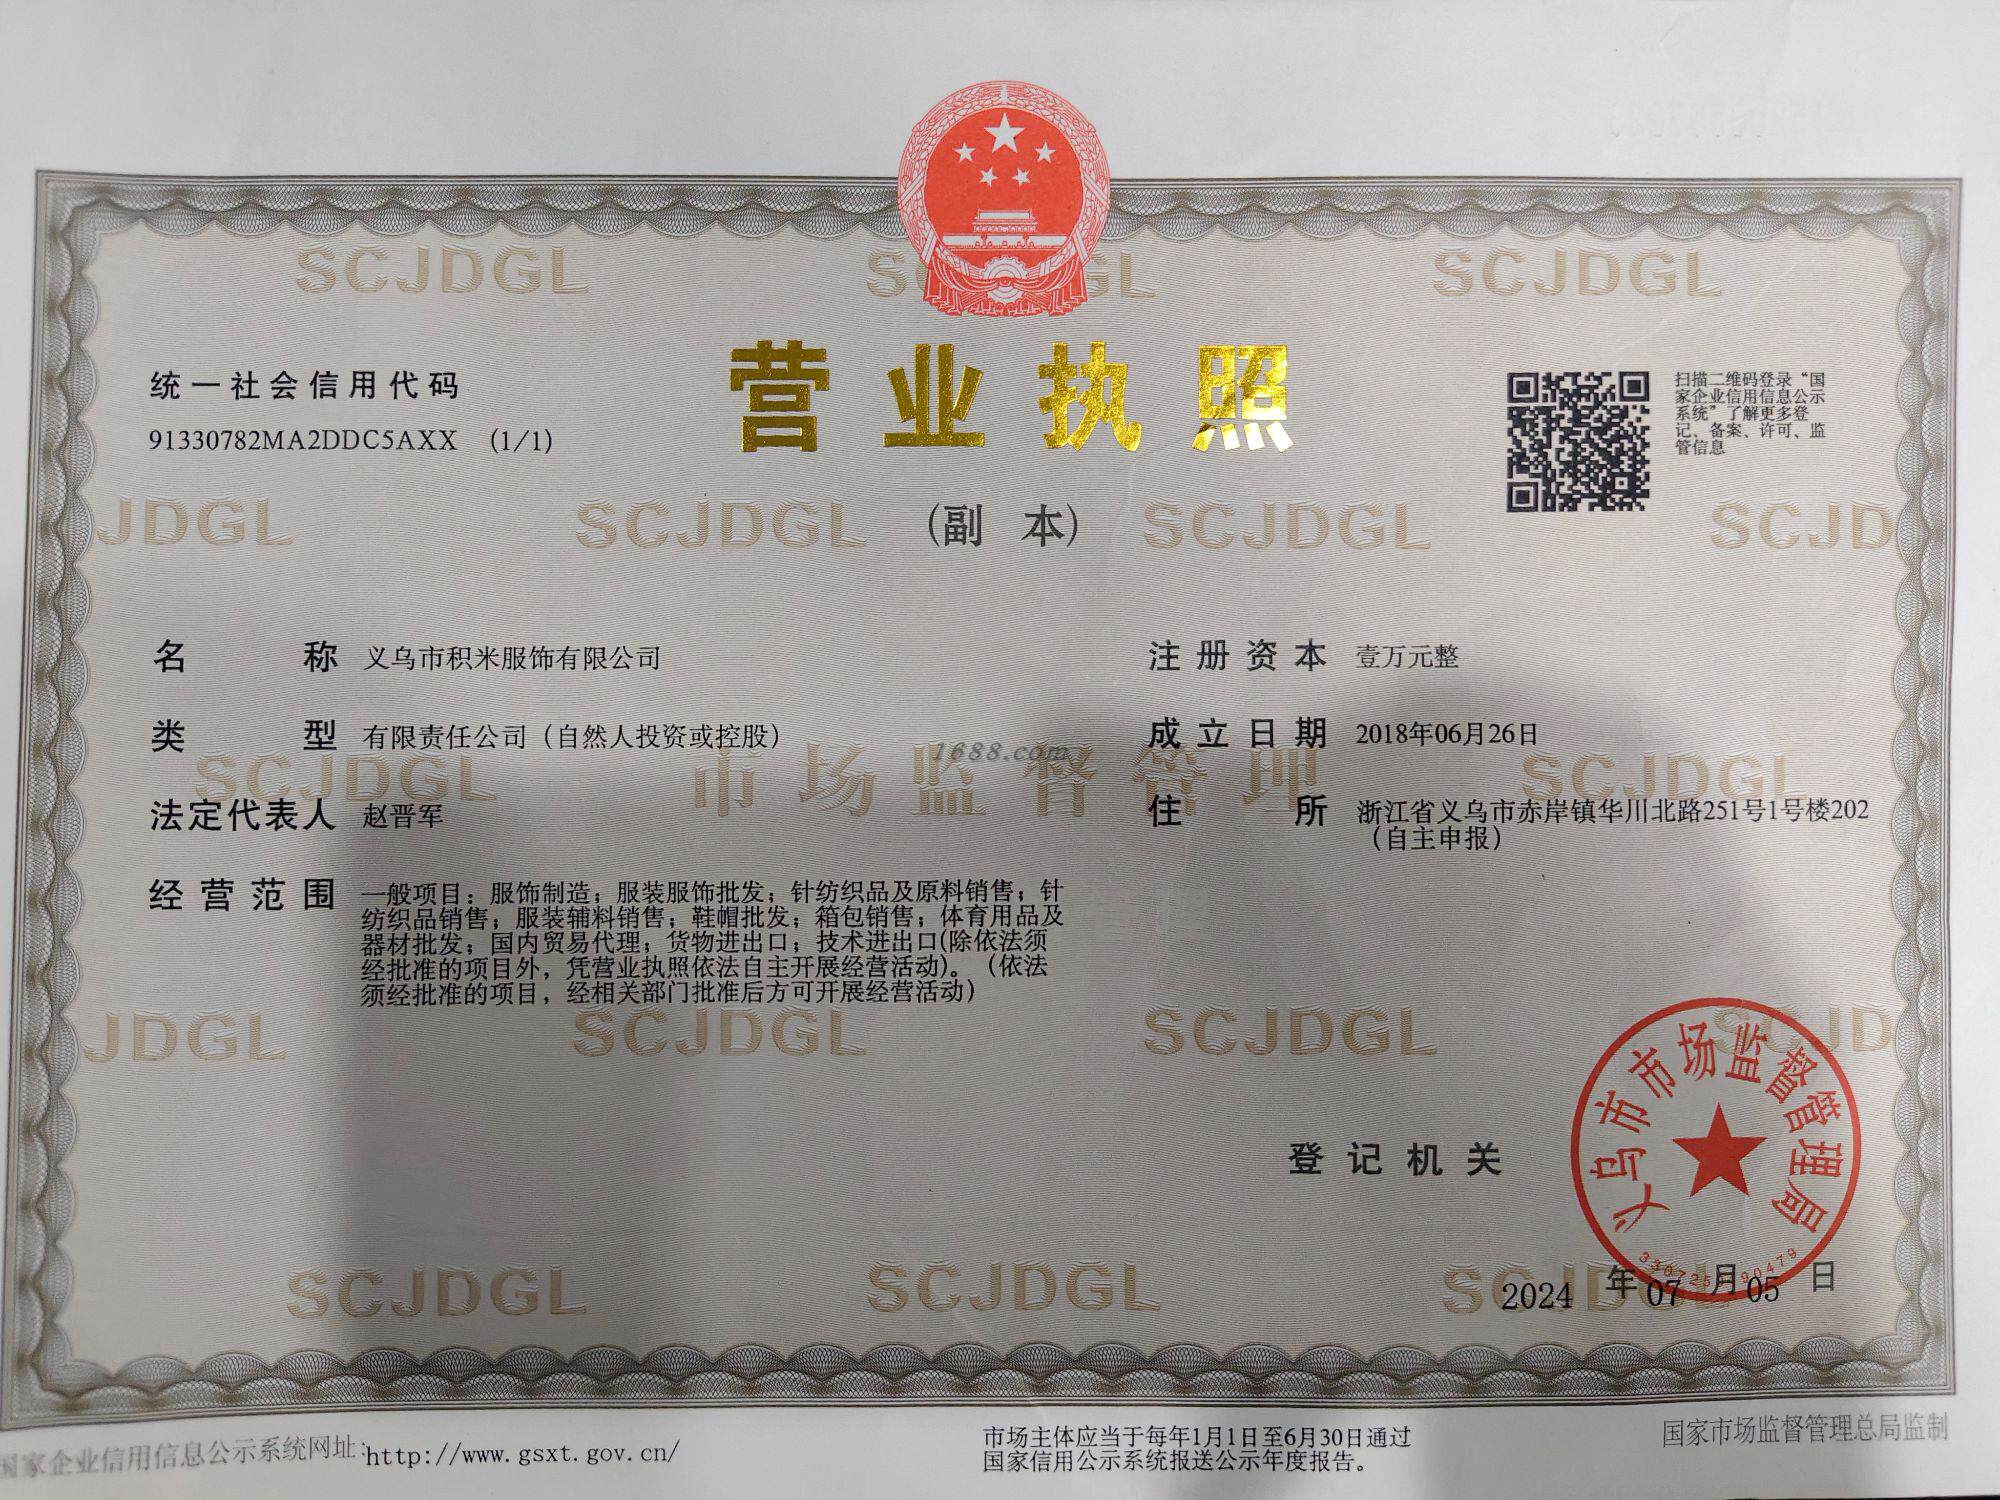 统一社会信用代码
91330782MA2DDC5AXX (1/1)
营业执照
(副 本)
扫描二维码登录“国
家企业信用信息公示
系统”了解更多登
记、备案、许可、监
管信息
名 称 义乌市积米服饰有限公司
类 型 有限责任公司（自然人投资或控股）
法定代表人 赵晋军
经营范围 一般项目：服饰制造；服装服饰批发；针纺织品及原料销售；针
纺织品销售；服装辅料销售；鞋帽批发；箱包销售；体育用品及
器材批发；国内贸易代理；货物进出口；技术进出口(除依法须
经批准的项目外，凭营业执照依法自主开展经营活动)。（依法
须经批准的项目，经相关部门批准后方可开展经营活动）
注册资本 壹万元整
成立日期 2018年06月26日
住 所 浙江省义乌市赤岸镇华川北路251号1号楼202
（自主申报）
1688.com
SCJDGL
市场监督管理
登记机关
义乌市市场监督管理局
2024 年07 月05 日
国家企业信用信息公示系统网址:http://www.gsxt.gov.cn/
市场主体应当于每年1月1日至6月30日通过
国家信用公示系统报送公示年度报告。
国家市场监督管理总局监制